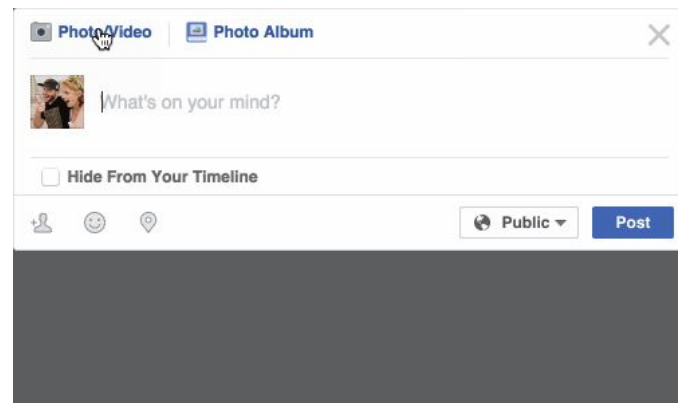 Photo/Video Photo Album
What's on your mind?
Hide From Your Timeline
Public Post